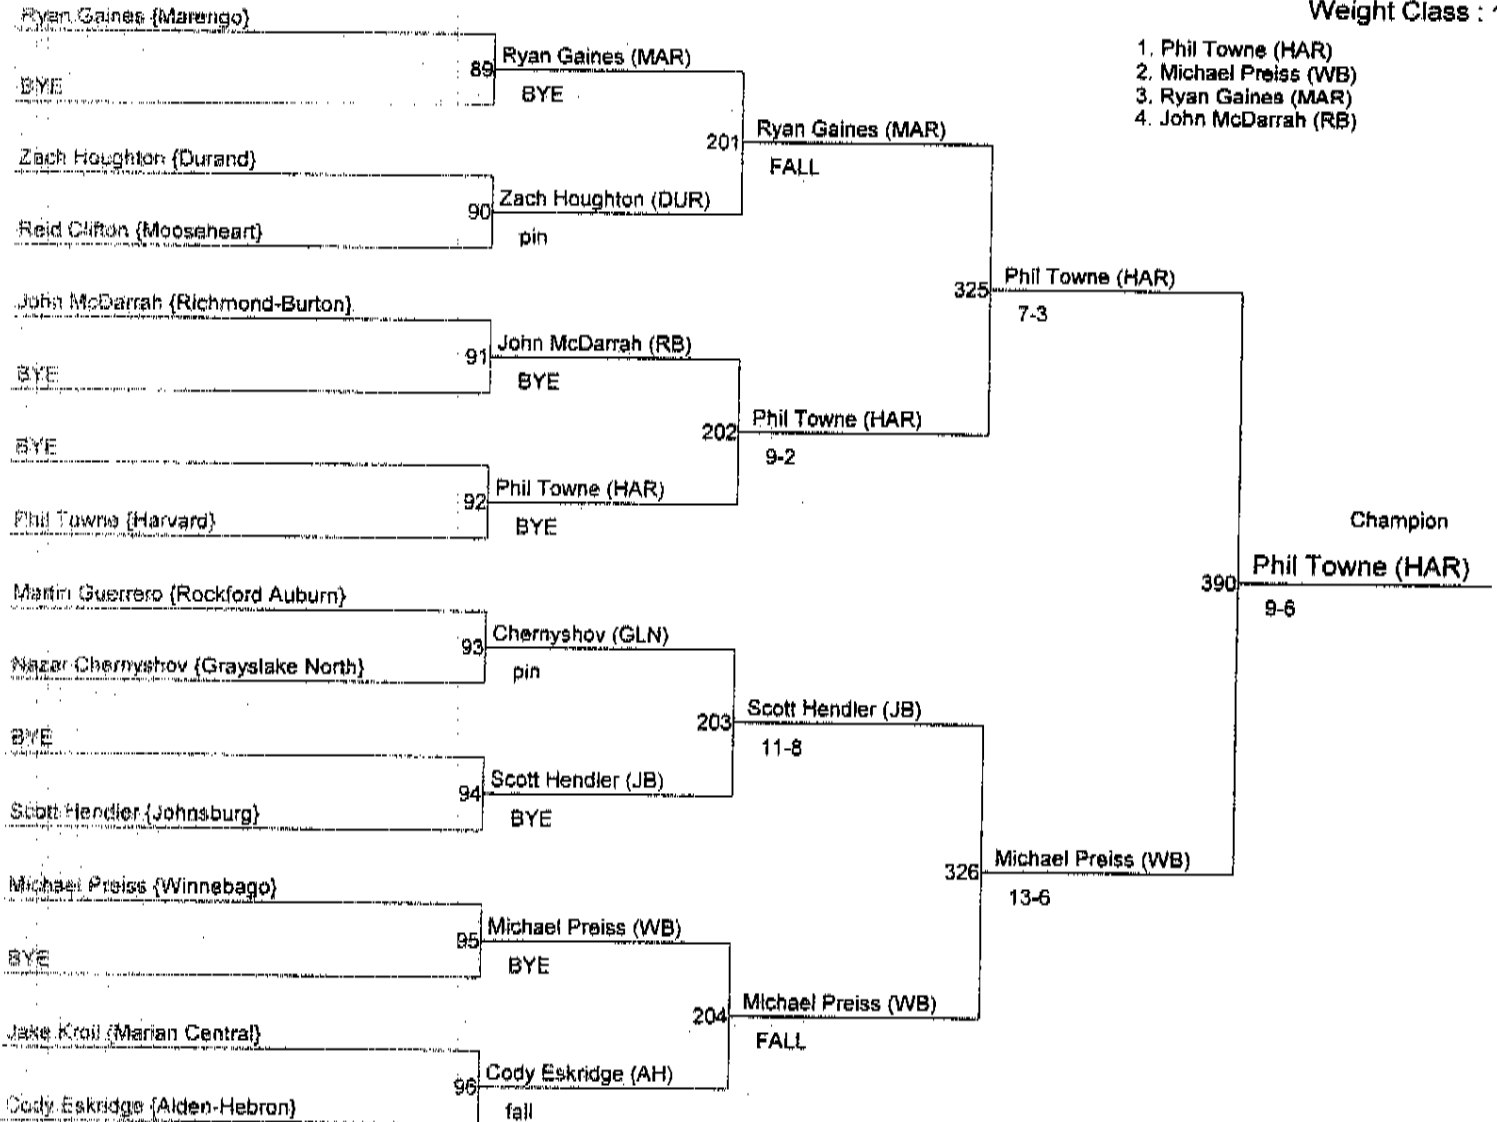 Weight Class :
1. Phil Towne (HAR)
2. Michael Preiss (WB)
3. Ryan Gaines (MAR)
4. John McDarrah (RB)
Ryan Gaines {Marengo}
89 Ryan Gaines (MAR)
BYE
BYE
201 Ryan Gaines (MAR)
FALL
Zach Houghton {Durand}
90 Zach Houghton (DUR)
pin
Reid Clifton {Mooseheart}
325 Phil Towne (HAR)
7-3
John McDarrah {Richmond-Burton}
91 John McDarrah (RB)
BYE
BYE
202 Phil Towne (HAR)
9-2
BYE
92 Phil Towne (HAR)
BYE
Phil Towne {Harvard}
Champion
390 Phil Towne (HAR)
9-6
Martin Guerrero {Rockford Auburn}
93 Chernyshov (GLN)
pin
Nazar Chernyshov {Grayslake North}
203 Scott Hendler (JB)
11-8
BYE
94 Scott Hendler (JB)
BYE
Scott Hendler {Johnsburg}
326 Michael Preiss (WB)
13-6
Michael Preiss {Winnebago}
95 Michael Preiss (WB)
BYE
BYE
204 Michael Preiss (WB)
FALL
Jake Kroll {Marian Central}
96 Cody Eskridge (AH)
fall
Cody Eskridge {Alden-Hebron}